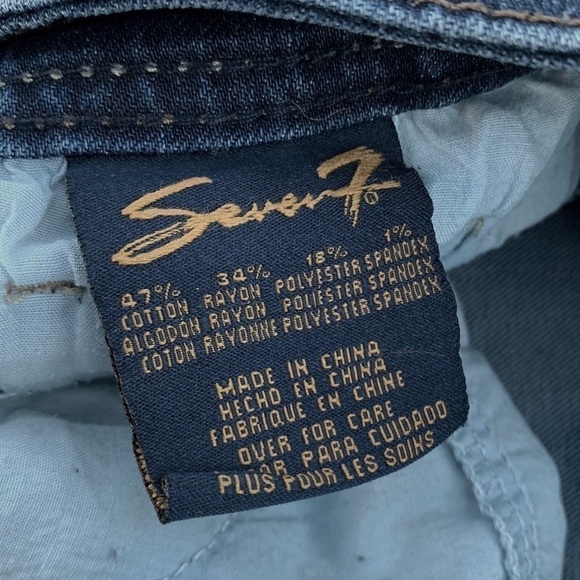 Seven7®
47% 34% 18% 1%
COTTON RAYON POLYESTER SPANDEX
ALGODON RAYON POLYESTER SPANDEX
COTON RAYONNE POLYESTER SPANDEX
MADE IN CHINA
HECHO EN CHINA
FABRIQUE EN CHINE
OVER FOR CARE
PARA CUIDADO
PLUS POUR LES SOINS